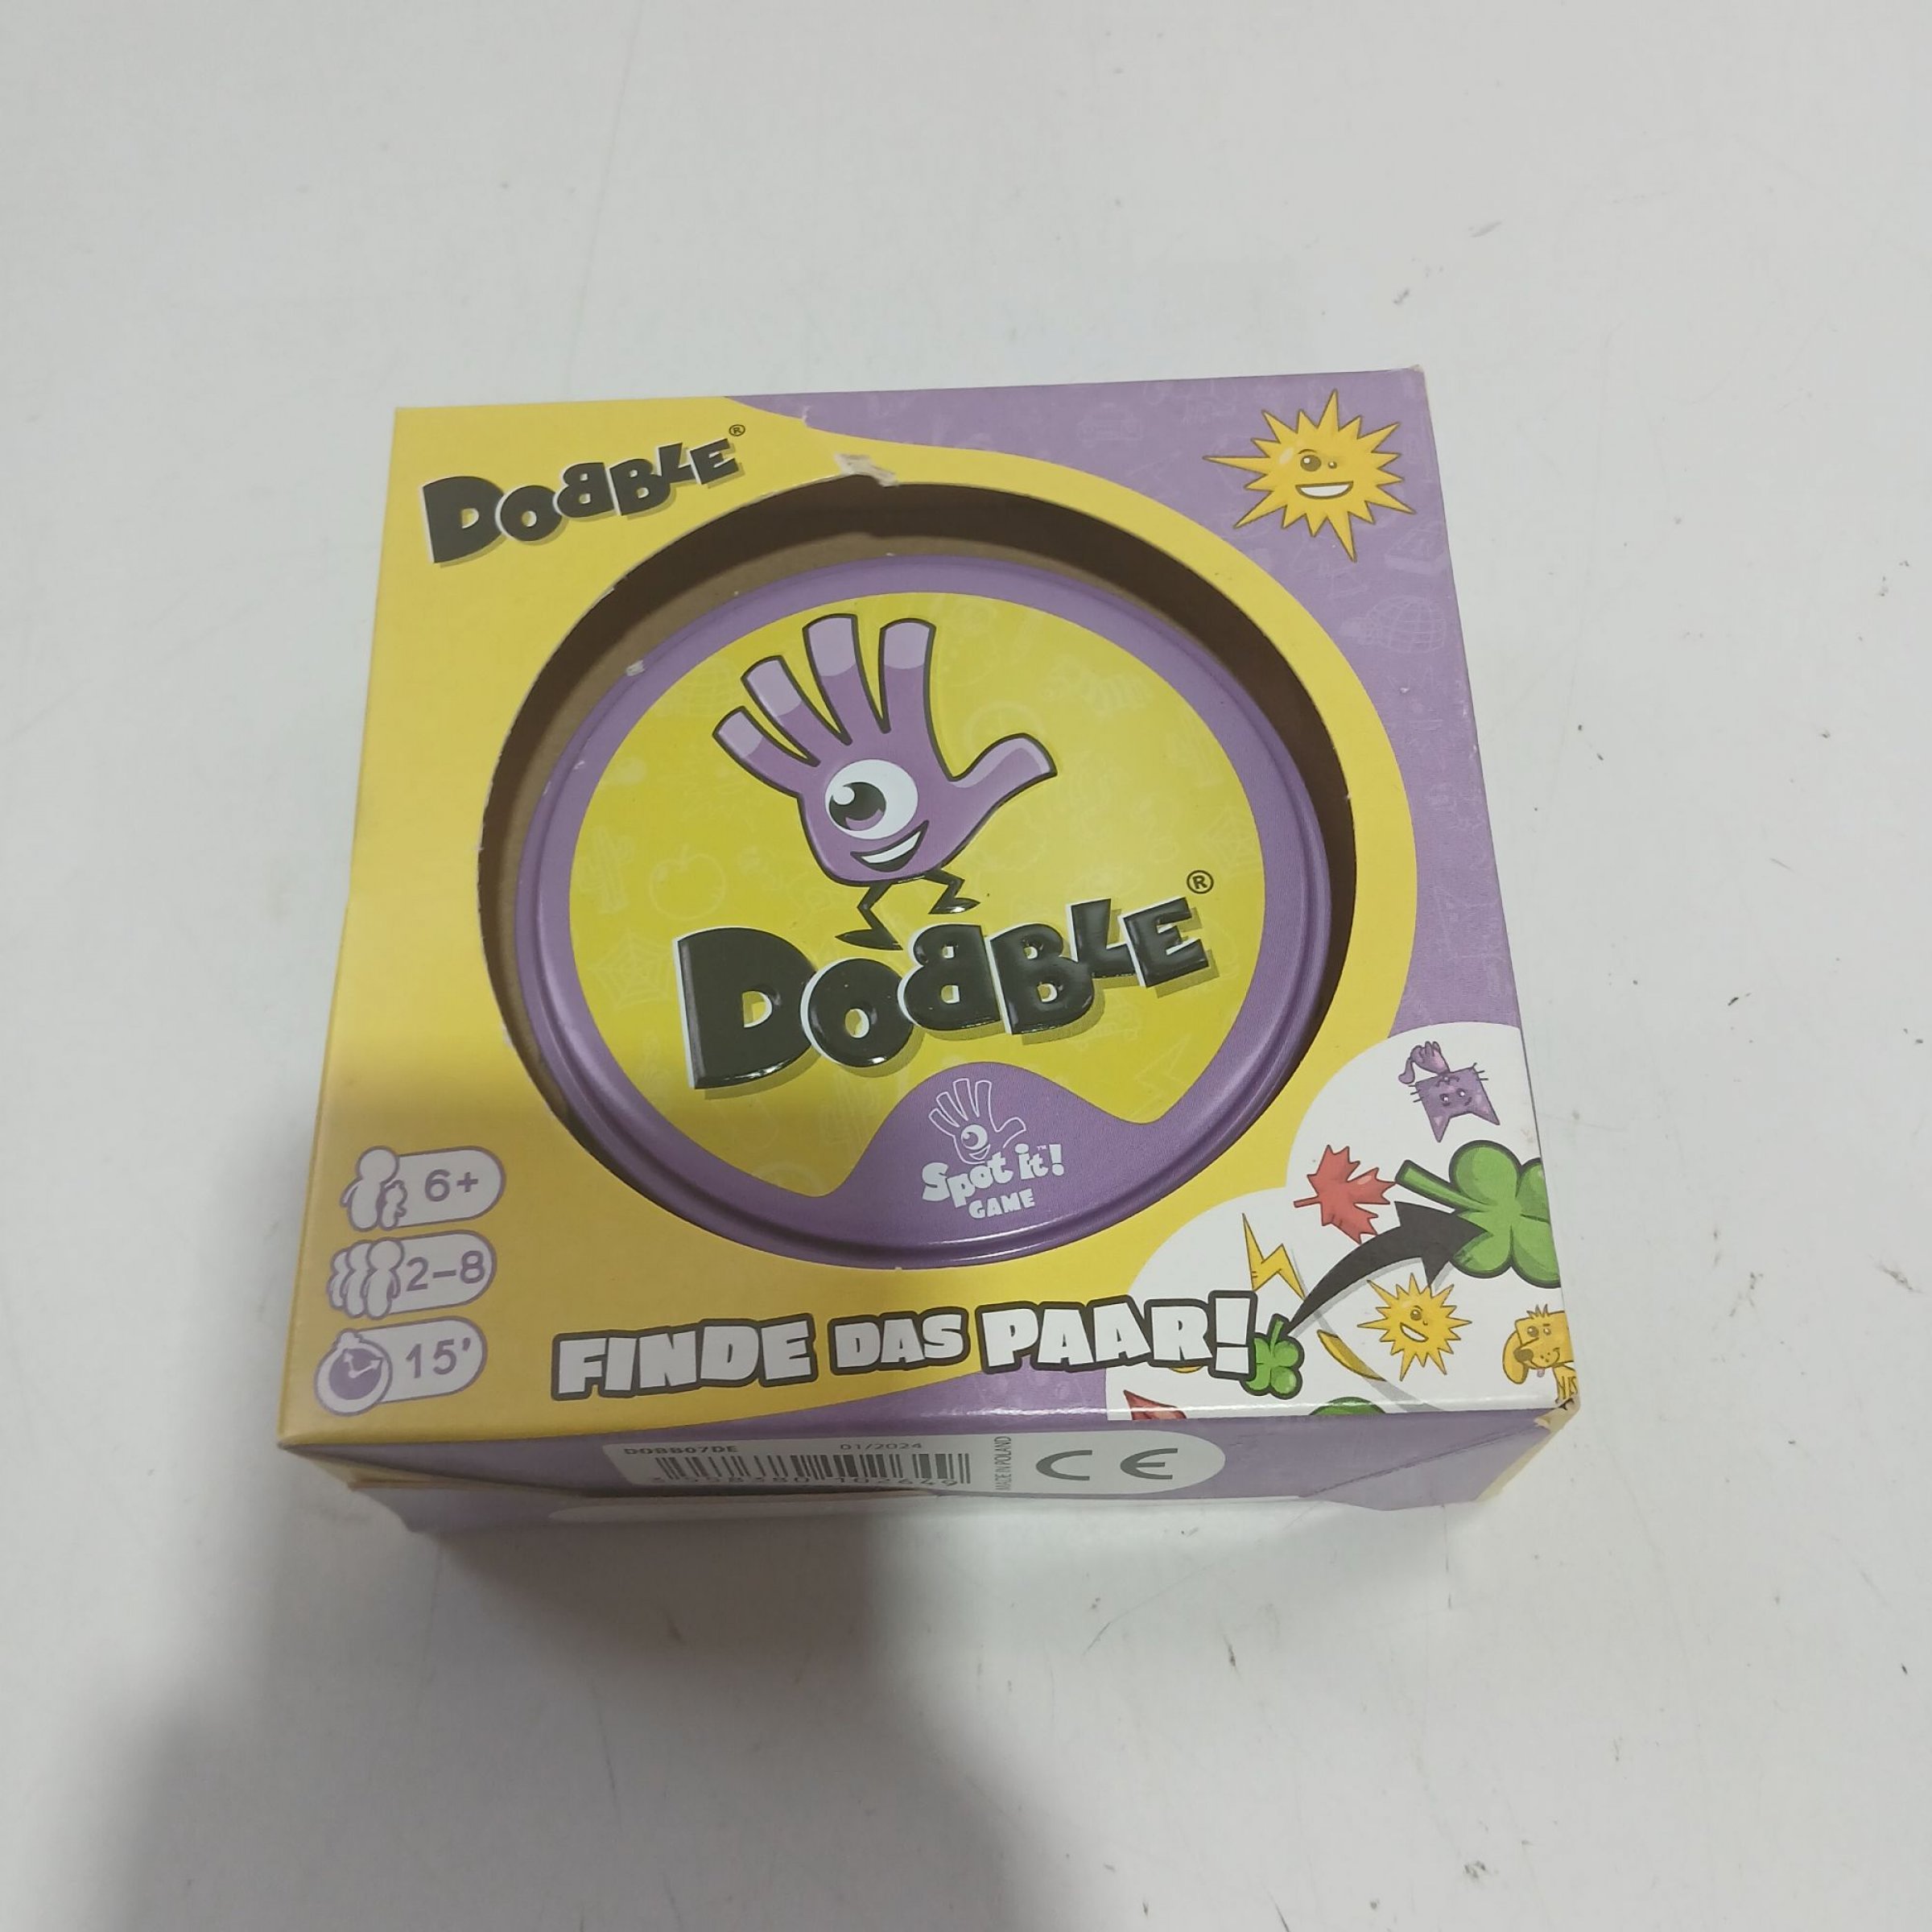 DOBBLE®
DOBBLE®
Spot it!™
GAME
6+
2–8
15'
FINDE DAS PAAR!
DOBB07DE 01/2024
MADE IN POLAND
CE